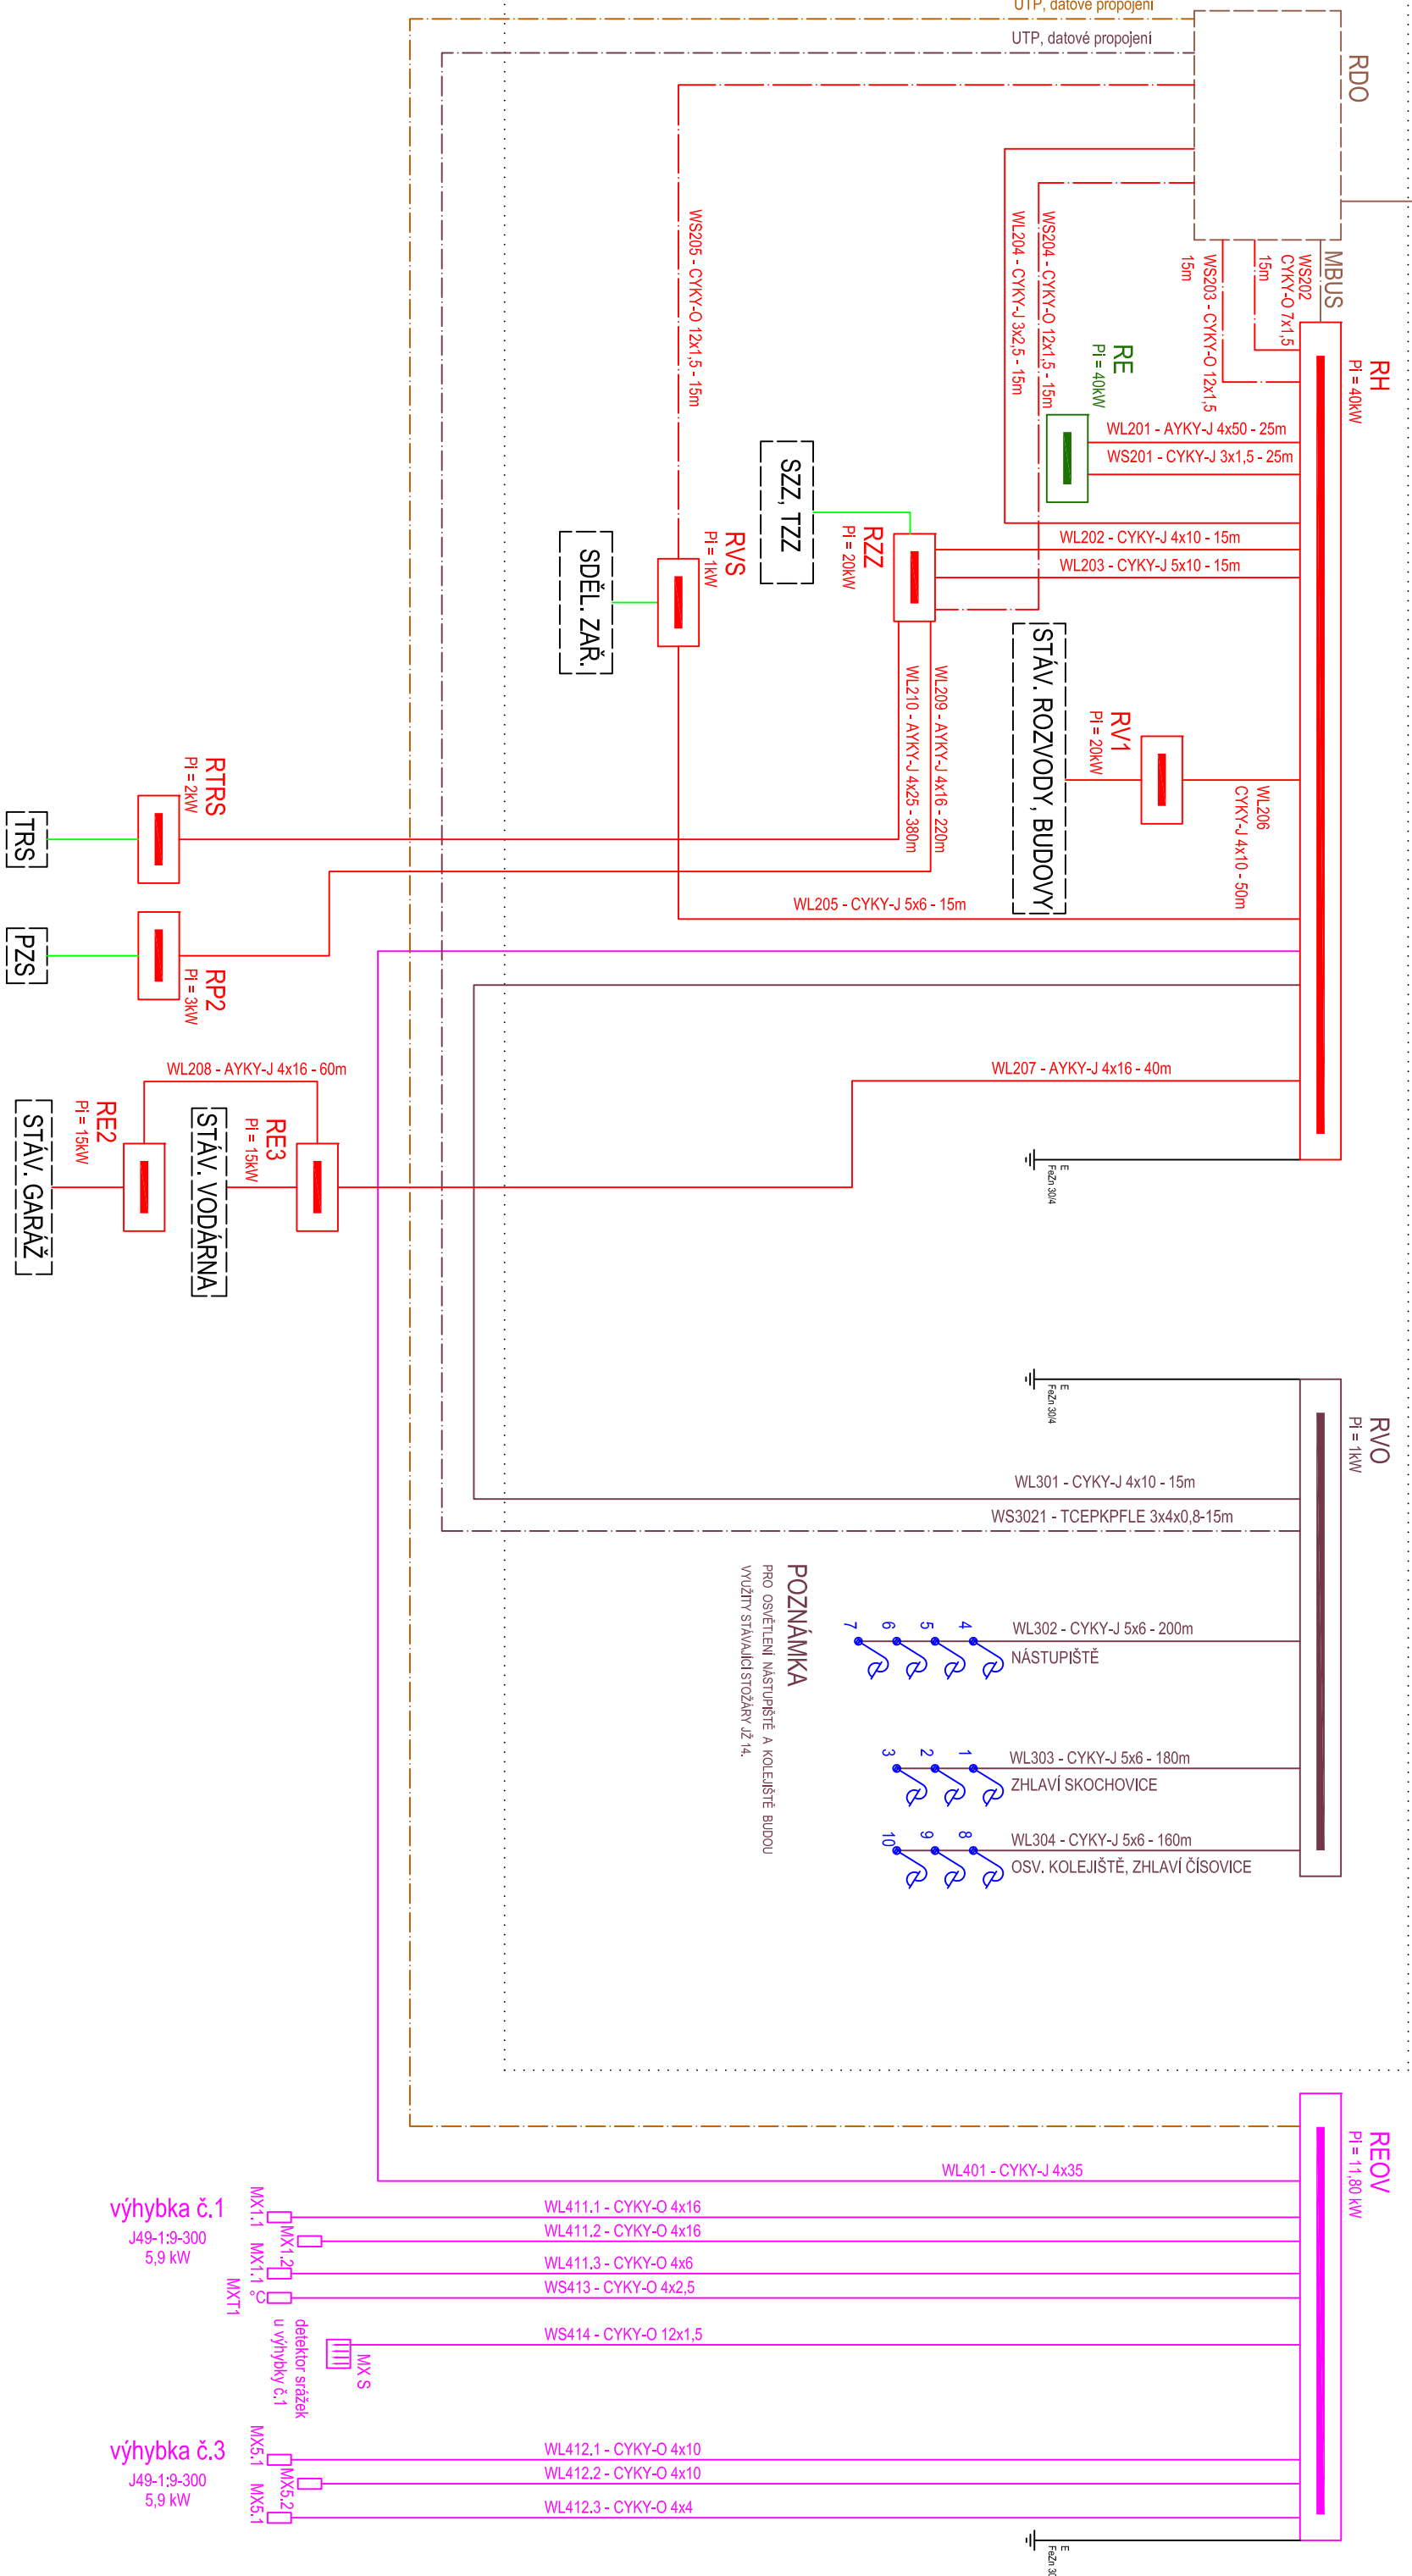 UTP, datové propojení
UTP, datové propojení
RDO
MBUS
WS202
CYKY-O 7x1,5
15m
WS203 - CYKY-O 12x1,5
15m
RH
Pi = 40kW
WS204 - CYKY-O 12x1,5 - 15m
WL204 - CYKY-J 3x2,5 - 15m
WS205 - CYKY-O 12x1,5 - 15m
RE
Pi = 40kW
WL201 - AYKY-J 4x50 - 25m
WS201 - CYKY-J 3x1,5 - 25m
WL202 - CYKY-J 4x10 - 15m
WL203 - CYKY-J 5x10 - 15m
SZZ, TZZ
RZZ
Pi = 20kW
RVS
Pi = 1kW
SDĚL. ZAŘ.
STÁV. ROZVODY, BUDOVY
RV1
Pi = 20kW
WL206
CYKY-J 4x10 - 50m
WL209 - AYKY-J 4x16 - 220m
WL210 - AYKY-J 4x25 - 380m
RTRS
Pi = 2kW
TRS
WL205 - CYKY-J 5x6 - 15m
RP2
Pi = 3kW
PZS
WL208 - AYKY-J 4x16 - 60m
WL207 - AYKY-J 4x16 - 40m
RE2
Pi = 15kW
RE3
Pi = 15kW
STÁV. GARÁŽ
STÁV. VODÁRNA
E
FeZn 30/4
E
FeZn 30/4
RVO
Pi = 1kW
WL301 - CYKY-J 4x10 - 15m
WS3021 - TCEPKPFLE 3x4x0,8-15m
POZNÁMKA
PRO OSVĚTLENÍ NÁSTUPIŠTĚ A KOLEJIŠTĚ BUDOU
VYUŽITY STÁVAJÍCÍ STOŽÁRY JŽ 14.
WL302 - CYKY-J 5x6 - 200m
NÁSTUPIŠTĚ
4
5
6
7
WL303 - CYKY-J 5x6 - 180m
ZHLAVÍ SKOCHOVICE
1
2
3
WL304 - CYKY-J 5x6 - 160m
OSV. KOLEJIŠTĚ, ZHLAVÍ ČÍSOVICE
8
9
10
REOV
Pi = 11,80 kW
WL401 - CYKY-J 4x35
WL411.1 - CYKY-O 4x16
WL411.2 - CYKY-O 4x16
WL411.3 - CYKY-O 4x6
WS413 - CYKY-O 4x2,5
WS414 - CYKY-O 12x1,5
výhybka č.1
J49-1:9-300
5,9 kW
MX1.1
MX1.2
MX1.1
°C
MXT1
MX S
detektor srážek
u výhybky č.1
WL412.1 - CYKY-O 4x10
WL412.2 - CYKY-O 4x10
WL412.3 - CYKY-O 4x4
výhybka č.3
J49-1:9-300
5,9 kW
MX5.1
MX5.2
MX5.1
E
FeZn 30